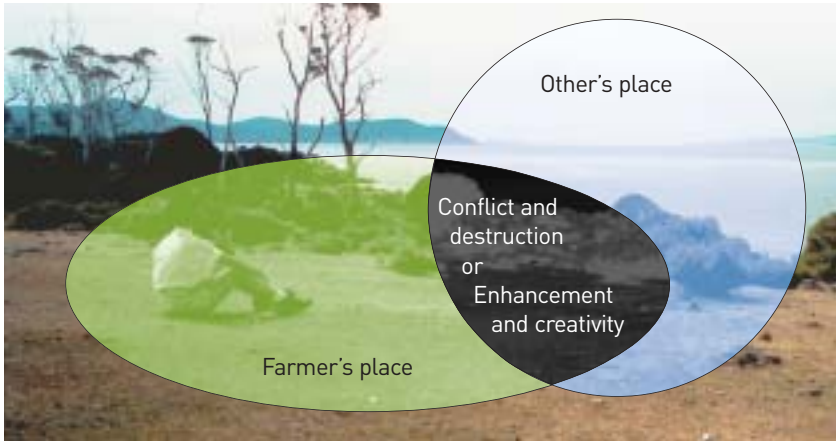 Other's place
Conflict and
destruction
or
Enhancement
and creativity
Farmer's place